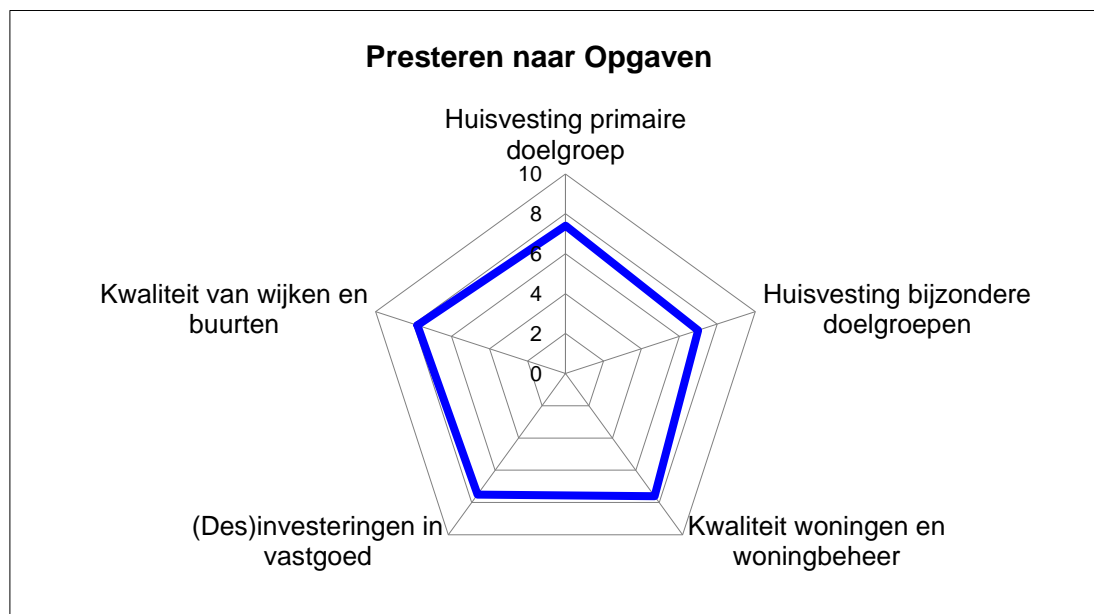 Presteren naar Opgaven
Huisvesting primaire
doelgroep
10
8
6
4
2
0
Huisvesting bijzondere
doelgroepen
Kwaliteit woningen en
woningbeheer
(Des)investeringen in
vastgoed
Kwaliteit van wijken en
buurten